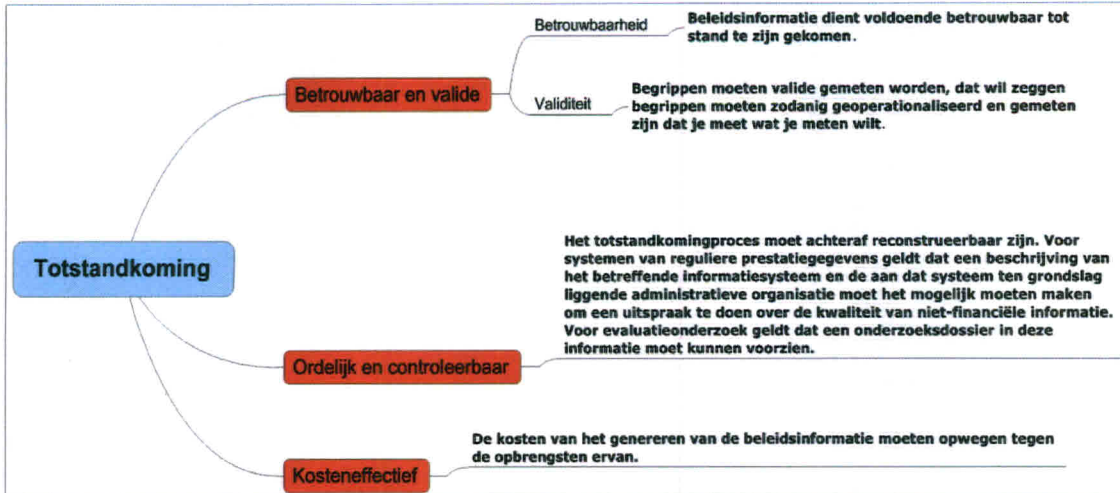 Totstandkoming
Betrouwbaar en valide
Betrouwbaarheid
Beleidsinformatie dient voldoende betrouwbaar tot
stand te zijn gekomen.
Validiteit
Begrippen moeten valide gemeten worden, dat wil zeggen
begrippen moeten zodanig geoperationaliseerd en gemeten
zijn dat je meet wat je meten wilt.
Ordelijk en controleerbaar
Het totstandkomingproces moet achteraf reconstrueerbaar zijn. Voor
systemen van reguliere prestatiegegevens geldt dat een beschrijving van
het betreffende informatiesysteem en de aan dat systeem ten grondslag
liggende administratieve organisatie moet het mogelijk moeten maken
om een uitspraak te doen over de kwaliteit van niet-financiële informatie.
Voor evaluatieonderzoek geldt dat een onderzoeksdossier in deze
informatie moet kunnen voorzien.
Kosteneffectief
De kosten van het genereren van de beleidsinformatie moeten opwegen tegen
de opbrengsten ervan.